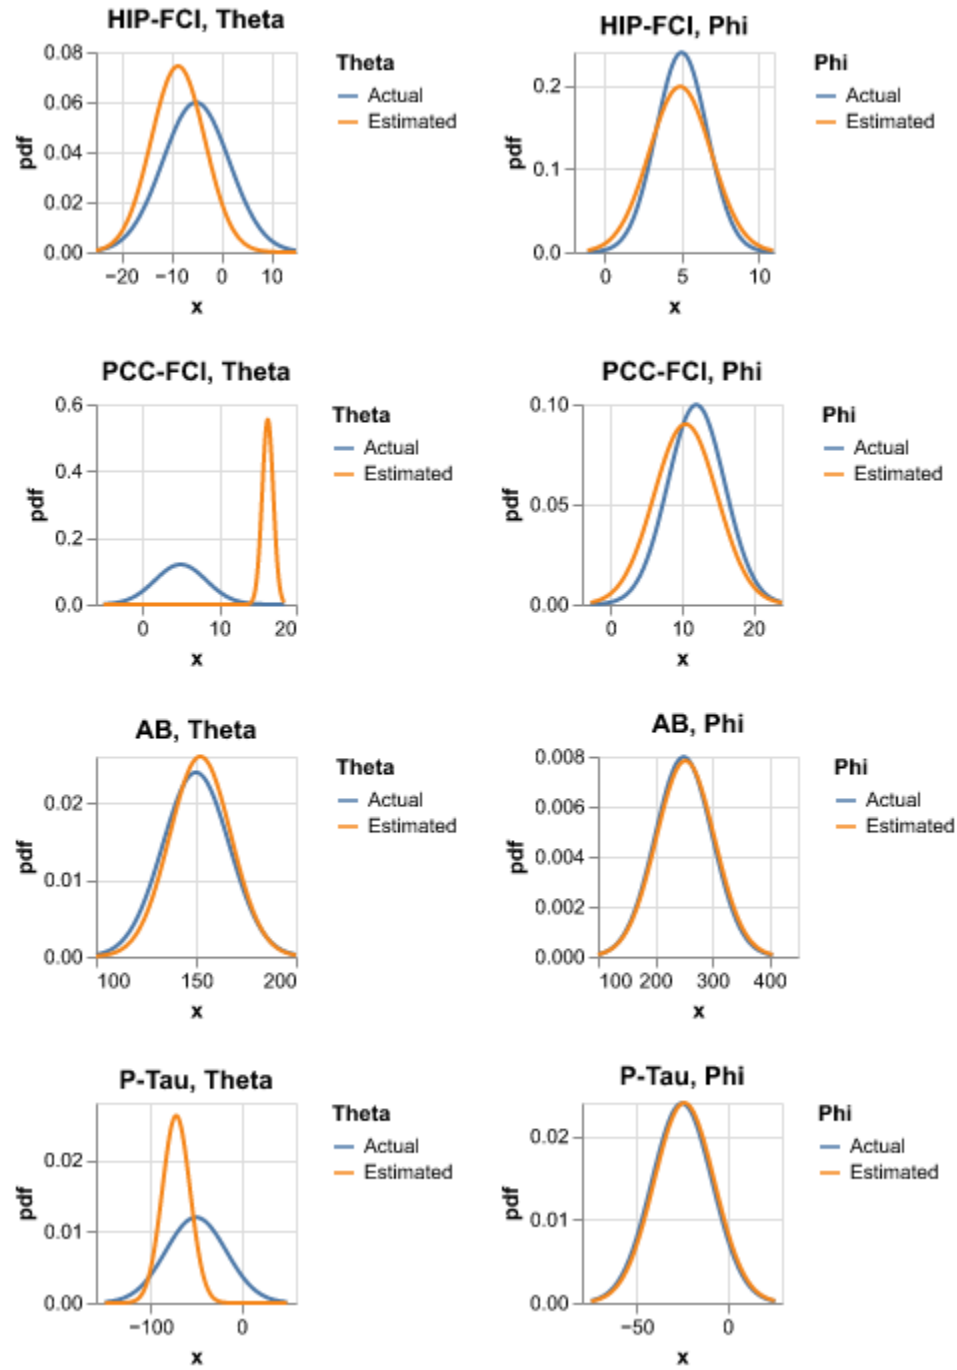 HIP-FCI, Theta
0.08
0.06
0.04
0.02
0.00
pdf
−20 −10 0 10
x
Theta
Actual
Estimated
HIP-FCI, Phi
0.2
0.1
0.0
pdf
0 5 10
x
Phi
Actual
Estimated
PCC-FCI, Theta
0.6
0.4
0.2
0.0
pdf
0 10 20
x
Theta
Actual
Estimated
PCC-FCI, Phi
0.10
0.05
0.00
pdf
0 10 20
x
Phi
Actual
Estimated
AB, Theta
0.02
0.01
0.00
pdf
100 150 200
x
Theta
Actual
Estimated
AB, Phi
0.008
0.006
0.004
0.002
0.000
pdf
100 200 300 400
x
Phi
Actual
Estimated
P-Tau, Theta
0.02
0.01
0.00
pdf
−100 0
x
Theta
Actual
Estimated
P-Tau, Phi
0.02
0.01
0.00
pdf
−50 0
x
Phi
Actual
Estimated